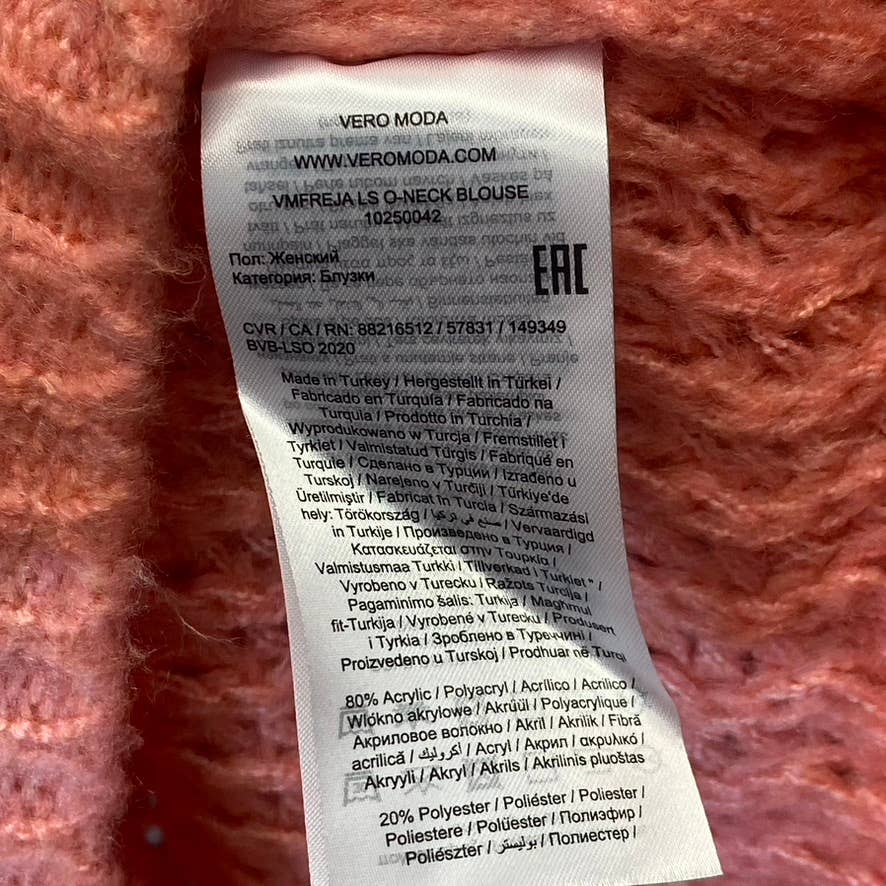 VERO MODA
WWW.VEROMODA.COM
VMFREJA LS O-NECK BLOUSE
10250042
Пол: Женский
Категория: Блузки
EAC
CVR / CA / RN: 88216512 / 57831 / 149349
BVB-LSO 2020
Made in Turkey / Hergestellt in Türkei /
Fabricado en Turquía / Fabricado na
Turquia / Prodotto in Turchia /
Wyprodukowano w Turcja / Fremstillet i
Tyrkiet / Valmistatud Türgis / Fabriqué en
Turquie / Сделано в Турции / Izrađeno u
Turskoj / Narejeno v Turčiji / Türkiye'de
Üretilmiştir / Fabricat în Turcia / Származási
hely: Törökország / صنع في تركيا / Vervaardigd
in Turkije / Произведено в Турция /
Κατασκευάζεται στην Τουρκία /
Valmistusmaa Turkki / Tillverkad i Turkiet " /
Vyrobeno v Turecku / Ražots Turcija /
Pagaminimo šalis: Turkija / Magħmul
fit-Turkija / Vyrobené v Turecku / Produsert
i Tyrkia / Зроблено в Туреччині /
Proizvedeno u Turskoj / Prodhuar në Turqi
80% Acrylic / Polyacryl / Acrílico / Acrilico /
Włókno akrylowe / Akrüül / Polyacrylique /
Акриловое волокно / Akril / Akrilik / Fibră
acrilică / أكروليك / Acryl / Акрил / ακρυλικό /
Akryyli / Akryl / Akrils / Akrilinis pluoštas
20% Polyester / Poliéster / Poliester /
Poliestere / Polüester / Полиэфир /
Poliészter / بوليستر / Полиестер /